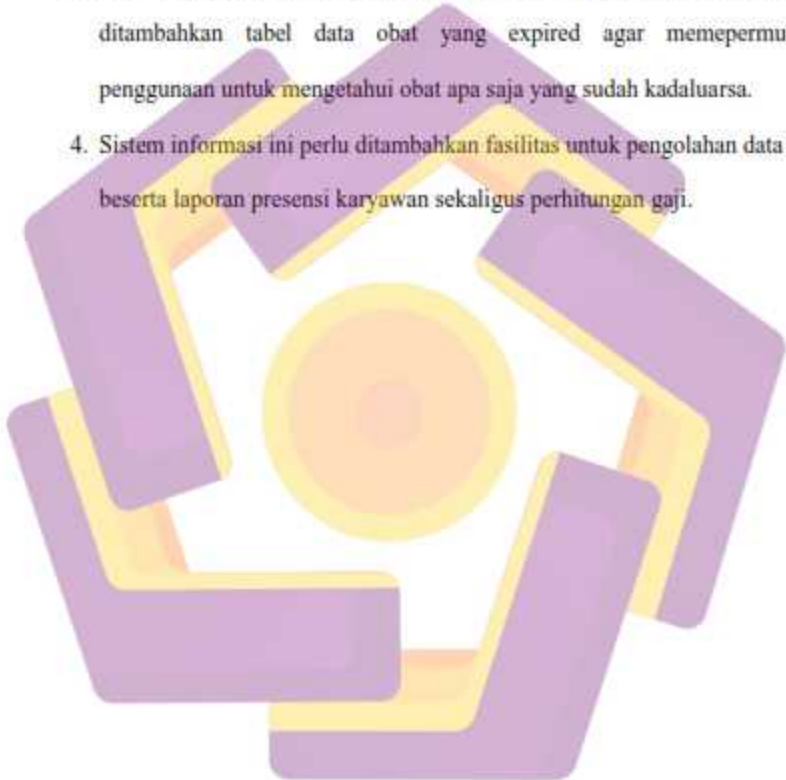 ditambahkan tabel data obat yang expired agar memepermu
penggunaan untuk mengetahui obat apa saja yang sudah kadaluarsa.
4. Sistem informasi ini perlu ditambahkan fasilitas untuk pengolahan data
beserta laporan presensi karyawan sekaligus perhitungan gaji.